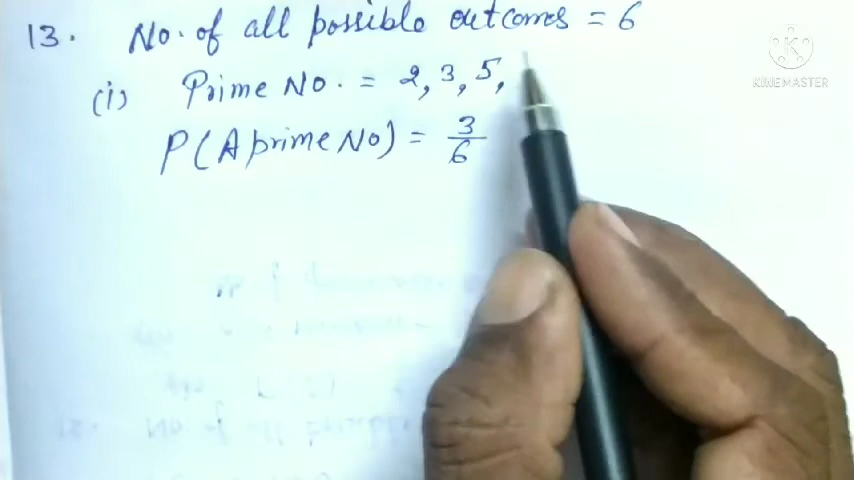 13. No. of all possible outcomes = 6
(i) Prime No. = 2, 3, 5,
P(A prime No) = 3/6
KINEMASTER